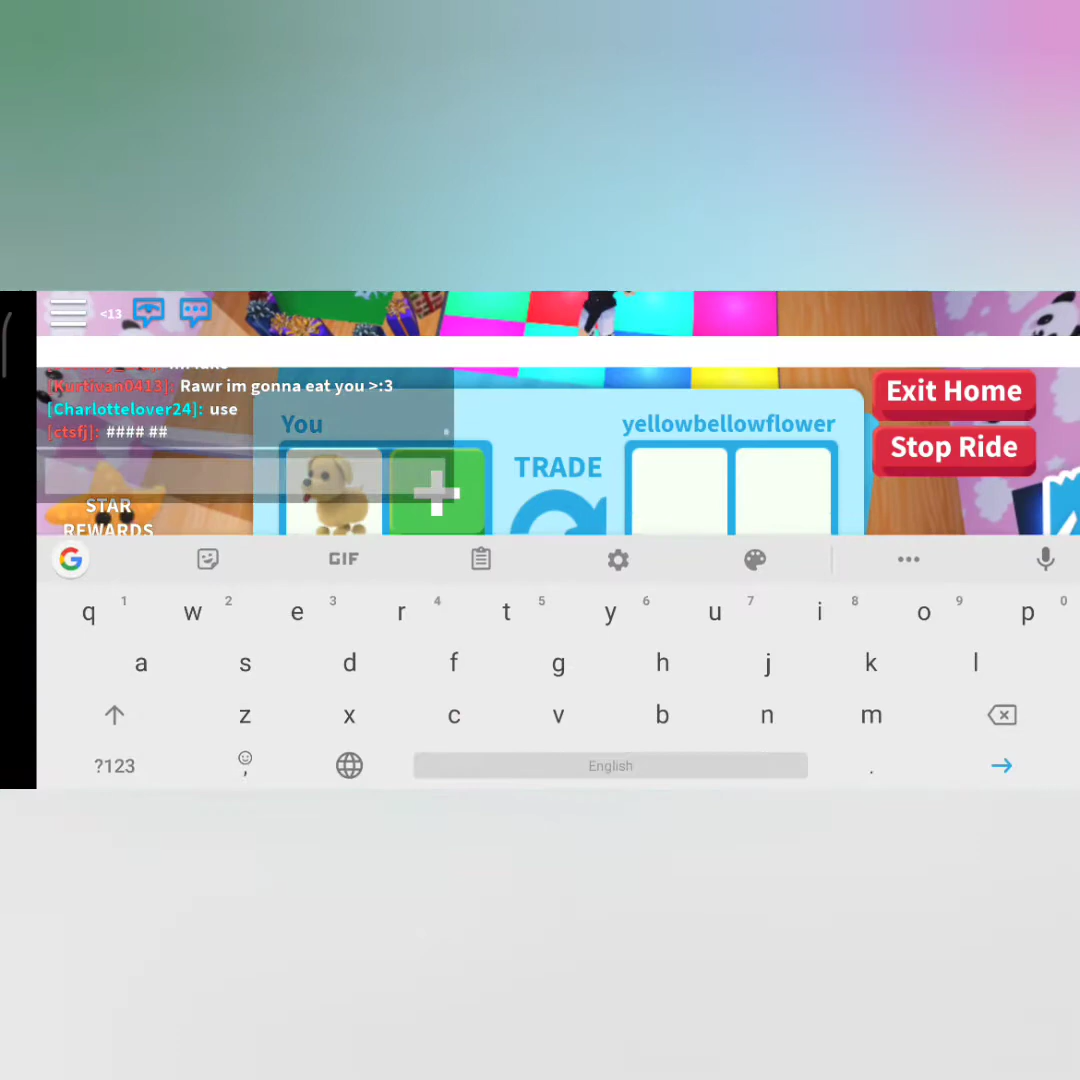 <13
[Kurtivan0413]: Rawr im gonna eat you >:3
[Charlottelover24]: use
[ctsfj]: #### ##
You
yellowbellowflower
TRADE
Exit Home
Stop Ride
STAR
REWARDS
G GIF
q 1 w 2 e 3 r 4 t 5 y 6 u 7 i 8 o 9 p 0
a s d f g h j k l
z x c v b n m
?123 , English .